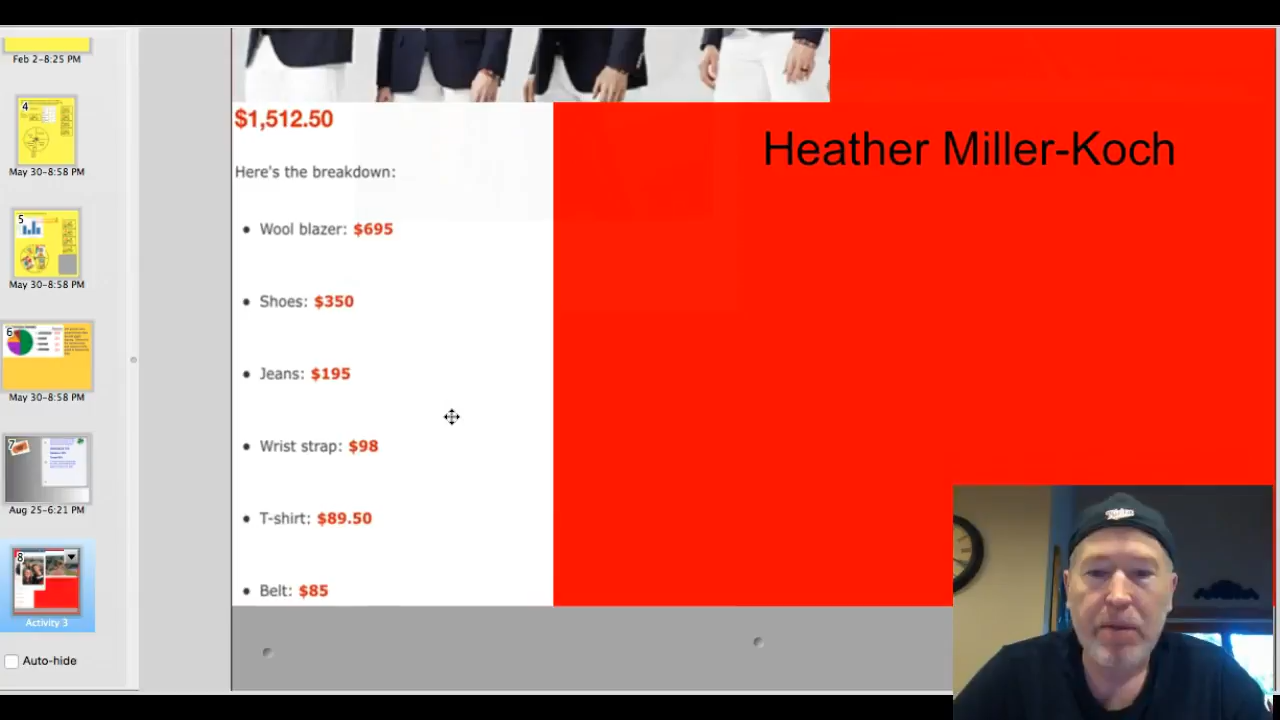 Feb 2-8:25 PM
4
May 30-8:58 PM
5
May 30-8:58 PM
6
May 30-8:58 PM
7
Aug 25-6:21 PM
8
Activity 3
Auto-hide
$1,512.50
Here's the breakdown:
Wool blazer: $695
Shoes: $350
Jeans: $195
Wrist strap: $98
T-shirt: $89.50
Belt: $85
Heather Miller-Koch